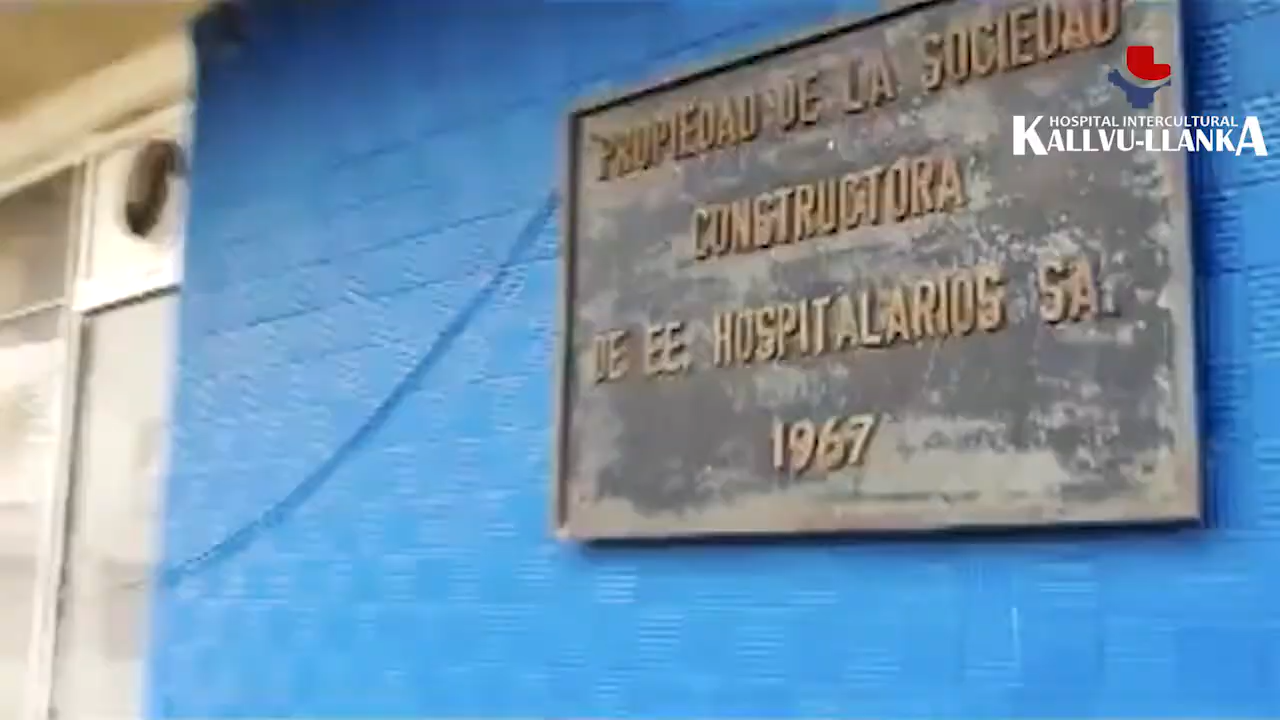 PROPIEDAD DE LA SOCIEDAD
CONSTRUCTORA
DE EE. HOSPITALARIOS SA.
1967
HOSPITAL INTERCULTURAL
KALLVU-LLANKA